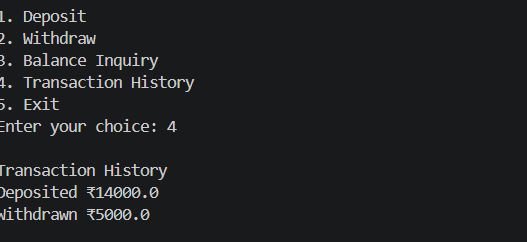 1. Deposit
2. Withdraw
3. Balance Inquiry
4. Transaction History
5. Exit
Enter your choice: 4
Transaction History
Deposited ₹14000.0
Withdrawn ₹5000.0